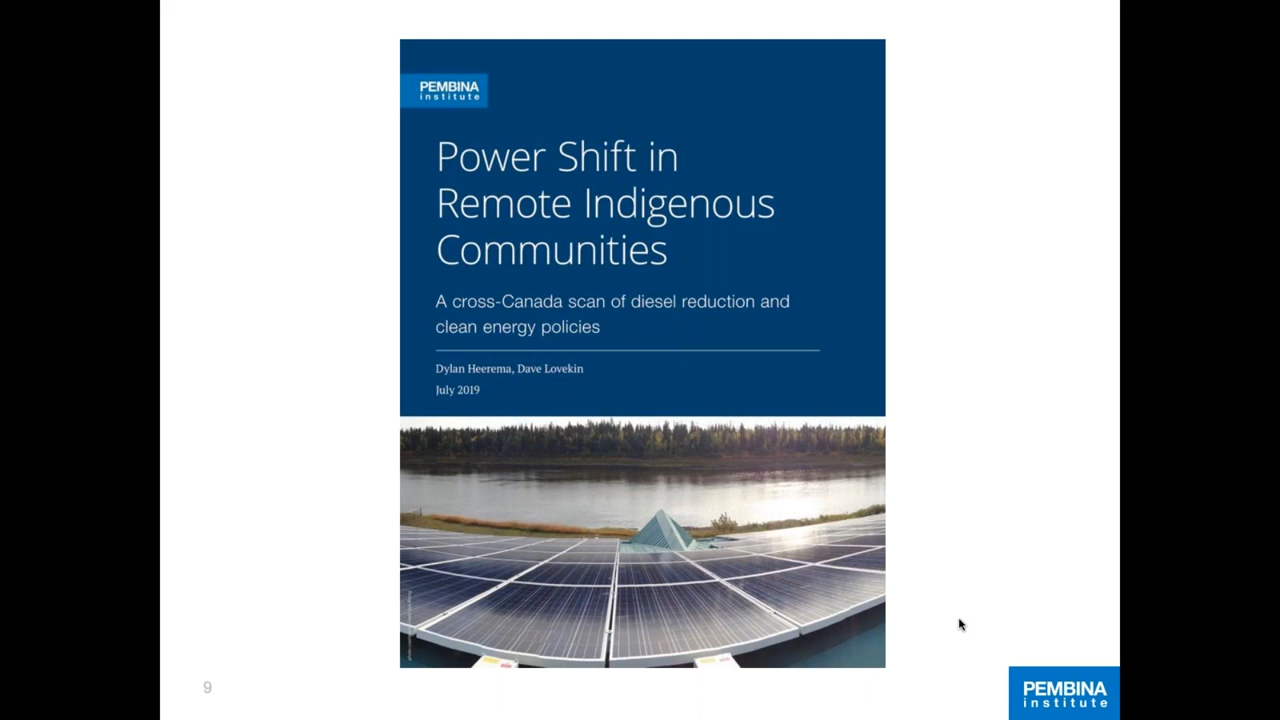 PEMBINA
institute
Power Shift in
Remote Indigenous
Communities
A cross-Canada scan of diesel reduction and
clean energy policies
Dylan Heerema, Dave Lovekin
July 2019
9
PEMBINA
institute